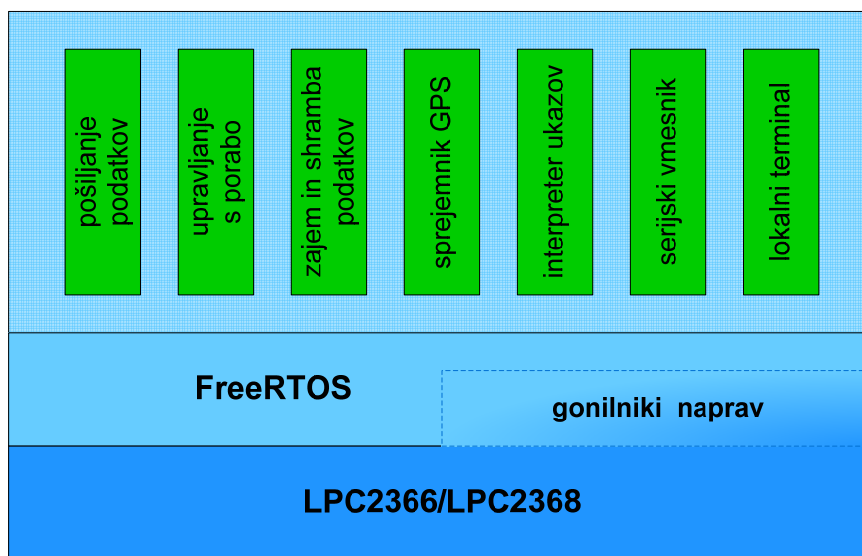 pošiljanje
podatkov
upravljanje
s porabo
zajem in shramba
podatkov
sprejemnik GPS
interpreter ukazov
serijski vmesnik
lokalni terminal
FreeRTOS
gonilniki naprav
LPC2366/LPC2368